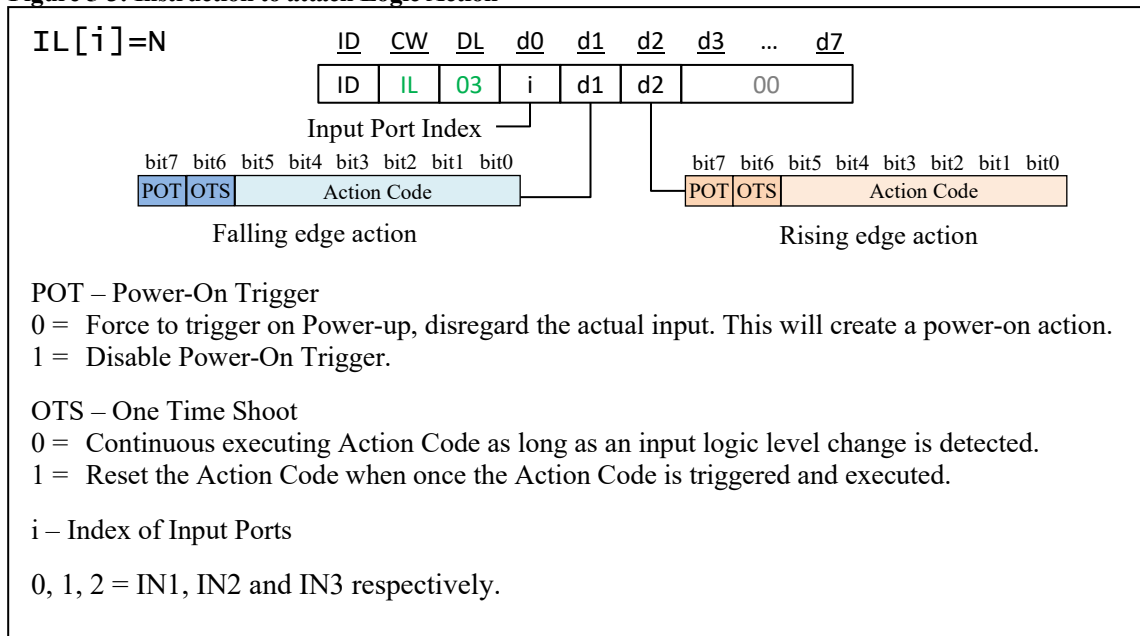 IL[i]=N
ID CW DL d0 d1 d2 d3 ... d7
ID IL 03 i d1 d2 00
Input Port Index
bit7 bit6 bit5 bit4 bit3 bit2 bit1 bit0 bit7 bit6 bit5 bit4 bit3 bit2 bit1 bit0
POT OTS Action Code POT OTS Action Code
Falling edge action Rising edge action
POT – Power-On Trigger
0 = Force to trigger on Power-up, disregard the actual input. This will create a power-on action.
1 = Disable Power-On Trigger.
OTS – One Time Shoot
0 = Continuous executing Action Code as long as an input logic level change is detected.
1 = Reset the Action Code when once the Action Code is triggered and executed.
i – Index of Input Ports
0, 1, 2 = IN1, IN2 and IN3 respectively.